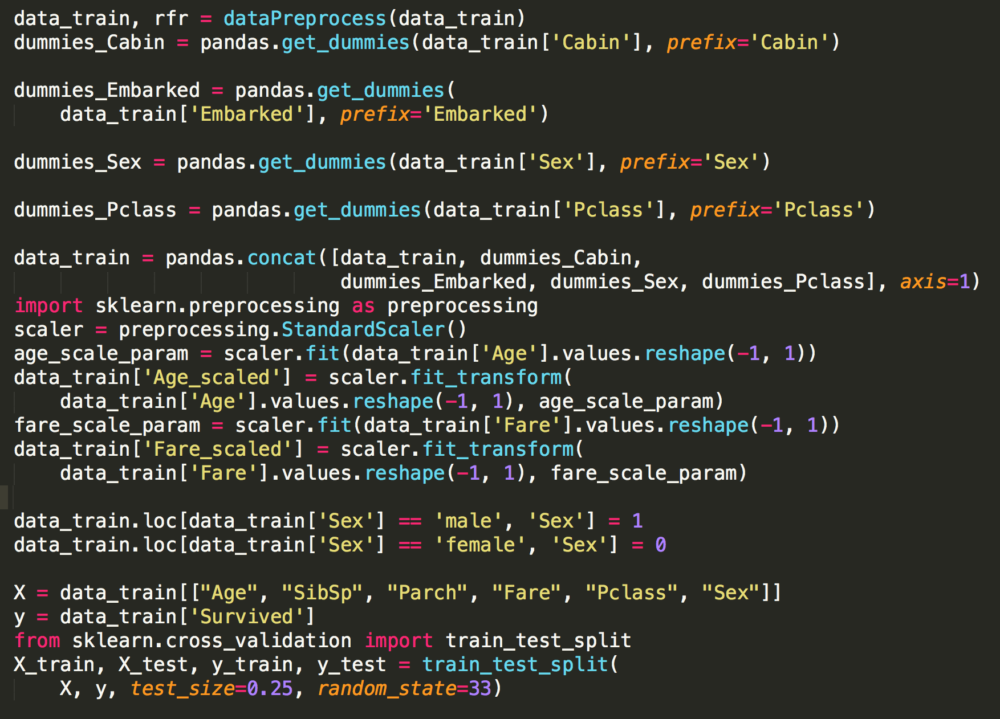 data_train, rfr = dataPreprocess(data_train)
dummies_Cabin = pandas.get_dummies(data_train['Cabin'], prefix='Cabin')

dummies_Embarked = pandas.get_dummies(
    data_train['Embarked'], prefix='Embarked')

dummies_Sex = pandas.get_dummies(data_train['Sex'], prefix='Sex')

dummies_Pclass = pandas.get_dummies(data_train['Pclass'], prefix='Pclass')

data_train = pandas.concat([data_train, dummies_Cabin,
                            dummies_Embarked, dummies_Sex, dummies_Pclass], axis=1)
import sklearn.preprocessing as preprocessing
scaler = preprocessing.StandardScaler()
age_scale_param = scaler.fit(data_train['Age'].values.reshape(-1, 1))
data_train['Age_scaled'] = scaler.fit_transform(
    data_train['Age'].values.reshape(-1, 1), age_scale_param)
fare_scale_param = scaler.fit(data_train['Fare'].values.reshape(-1, 1))
data_train['Fare_scaled'] = scaler.fit_transform(
    data_train['Fare'].values.reshape(-1, 1), fare_scale_param)

data_train.loc[data_train['Sex'] == 'male', 'Sex'] = 1
data_train.loc[data_train['Sex'] == 'female', 'Sex'] = 0

X = data_train[["Age", "SibSp", "Parch", "Fare", "Pclass", "Sex"]]
y = data_train['Survived']
from sklearn.cross_validation import train_test_split
X_train, X_test, y_train, y_test = train_test_split(
    X, y, test_size=0.25, random_state=33)